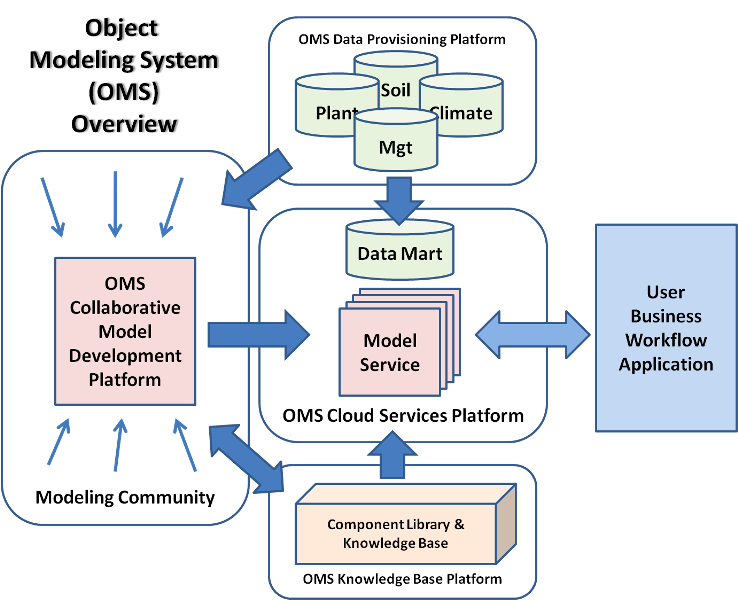 Object
Modeling System
(OMS)
Overview
OMS Data Provisioning Platform
Soil
Plant
Climate
Mgt
Data Mart
OMS
Collaborative
Model
Development
Platform
Model
Service
User
Business
Workflow
Application
OMS Cloud Services Platform
Modeling Community
Component Library &
Knowledge Base
OMS Knowledge Base Platform